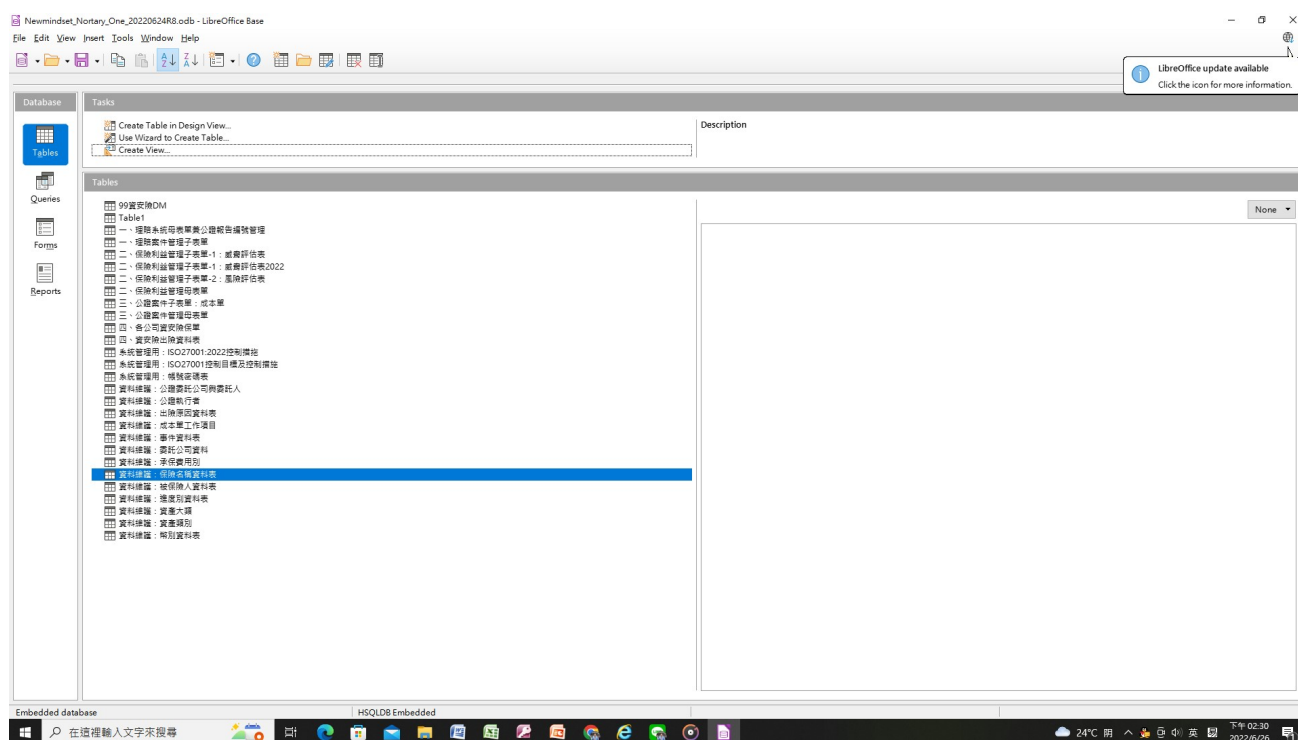 Newmindset_Nortary_One_20220624R8.odb - LibreOffice Base
File Edit View Insert Tools Window Help
LibreOffice update available
Click the icon for more information.
Database
Tasks
Create Table in Design View...
Use Wizard to Create Table...
Create View...
Description
Tables
Queries
Forms
Reports
Tables
None
99資安險DM
Table1
一、理賠系統母表單兼公證報告編號管理
一、理賠案件管理子表單
二、保險利益管理子表單-1：威脅評估表
二、保險利益管理子表單-1：威脅評估表2022
二、保險利益管理子表單-2：風險評估表
二、保險利益管理母表單
三、公證案件子表單：成本單
三、公證案件管理母表單
四、各公司資安險保單
四、資安險出險資料表
系統管理用：ISO27001:2022控制措施
系統管理用：ISO27001控制目標及控制措施
系統管理用：帳號密碼表
資料維護：公證委託公司與委託人
資料維護：公證執行者
資料維護：出險原因資料表
資料維護：成本單工作項目
資料維護：事件資料表
資料維護：委託公司資料
資料維護：承保費用別
資料維護：保險名稱資料表
資料維護：被保險人資料表
資料維護：進度別資料表
資料維護：資產大類
資料維護：資產類別
資料維護：幣別資料表
Embedded database
HSQLDB Embedded
在這裡輸入文字來搜尋
24°C 阴
英
下午 02:30
2022/6/26